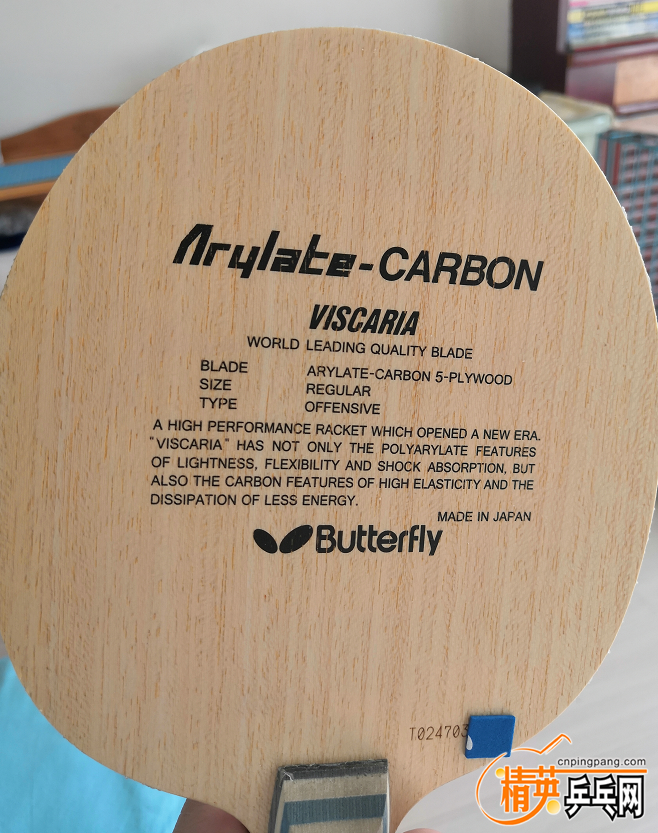 Arylate-CARBON
VISCARIA
WORLD LEADING QUALITY BLADE
BLADE ARYLATE-CARBON 5-PLYWOOD
SIZE REGULAR
TYPE OFFENSIVE
A HIGH PERFORMANCE RACKET WHICH OPENED A NEW ERA.
"VISCARIA" HAS NOT ONLY THE POLYARYLATE FEATURES
OF LIGHTNESS, FLEXIBILITY AND SHOCK ABSORPTION, BUT
ALSO THE CARBON FEATURES OF HIGH ELASTICITY AND THE
DISSIPATION OF LESS ENERGY.
MADE IN JAPAN
Butterfly
T024703
cnpingpang.com
精英乒乓网